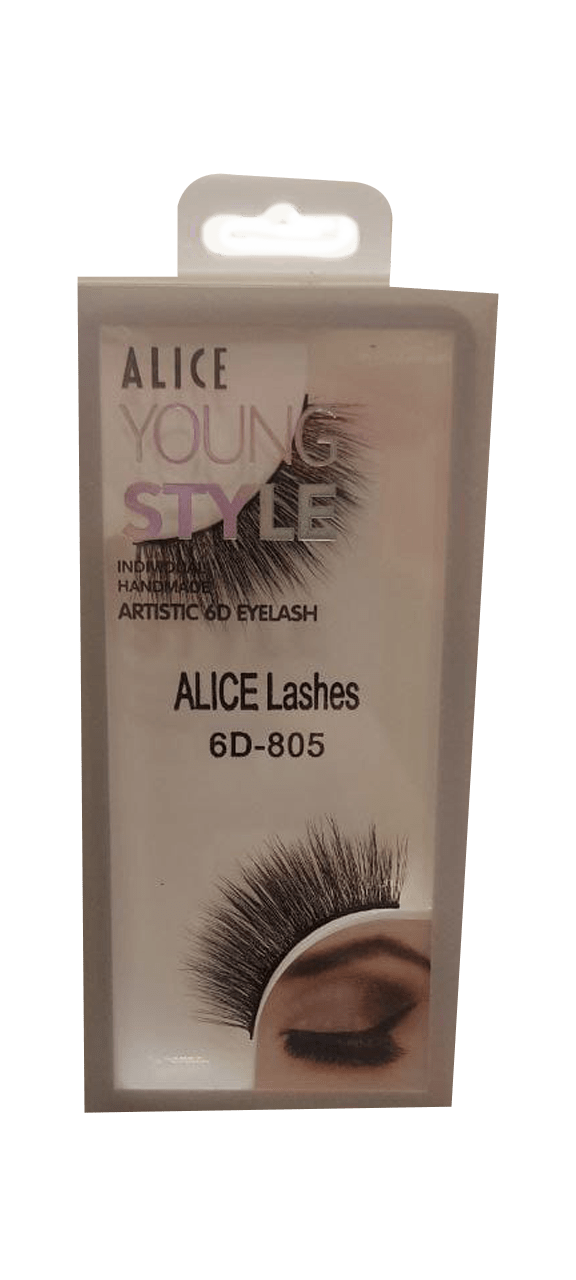 ALICE
YOUNG
STYLE
INDIVIDUAL
HANDMADE
ARTISTIC 6D EYELASH
ALICE Lashes
6D-805